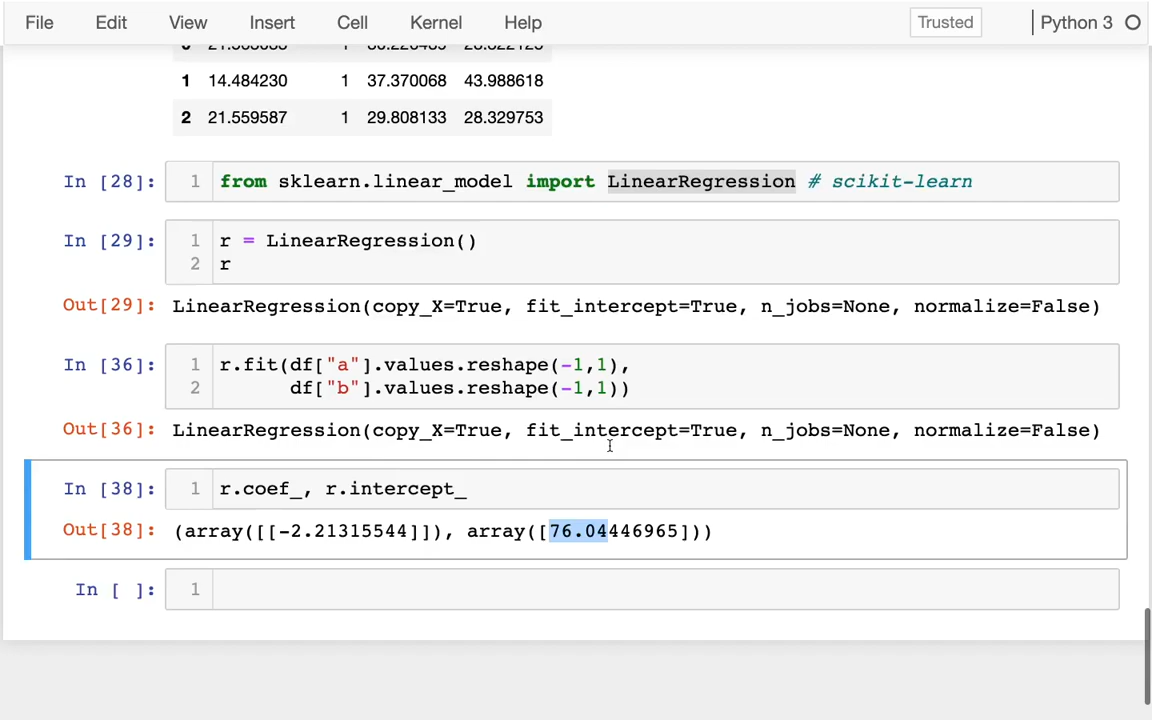 File Edit View Insert Cell Kernel Help Trusted Python 3
1 14.484230 1 37.370068 43.988618
2 21.559587 1 29.808133 28.329753
In [28]: 1 from sklearn.linear_model import LinearRegression # scikit-learn
In [29]: 1 r = LinearRegression()
2 r
Out[29]: LinearRegression(copy_X=True, fit_intercept=True, n_jobs=None, normalize=False)
In [36]: 1 r.fit(df["a"].values.reshape(-1,1),
2 df["b"].values.reshape(-1,1))
Out[36]: LinearRegression(copy_X=True, fit_intercept=True, n_jobs=None, normalize=False)
In [38]: 1 r.coef_, r.intercept_
Out[38]: (array([[-2.21315544]]), array([76.04446965]))
In [ ]: 1